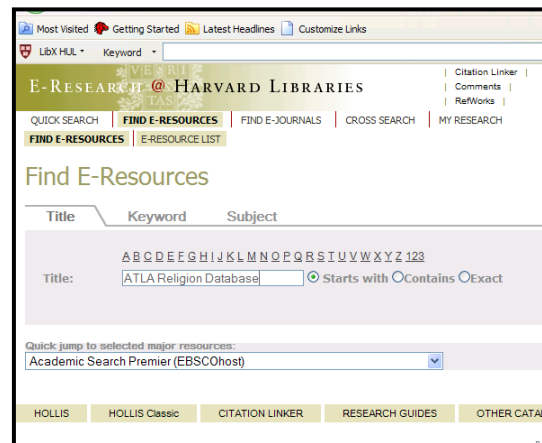 Most Visited Getting Started Latest Headlines Customize Links
LibX HUL Keyword
Citation Linker |
E-RESEARCH @ HARVARD LIBRARIES | Comments |
| RefWorks |
QUICK SEARCH | FIND E-RESOURCES | FIND E-JOURNALS | CROSS SEARCH | MY RESEARCH
FIND E-RESOURCES | E-RESOURCE LIST
Find E-Resources
Title Keyword Subject
A B C D E F G H I J K L M N O P Q R S T U V W X Y Z 123
Title: ATLA Religion Database Starts with Contains Exact
Quick jump to selected major resources:
Academic Search Premier (EBSCOhost)
HOLLIS HOLLIS Classic CITATION LINKER RESEARCH GUIDES OTHER CATA